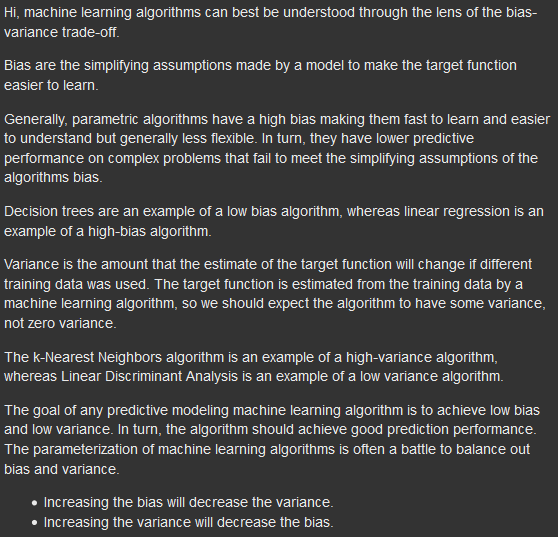 Hi, machine learning algorithms can best be understood through the lens of the bias-
variance trade-off.
Bias are the simplifying assumptions made by a model to make the target function
easier to learn.
Generally, parametric algorithms have a high bias making them fast to learn and easier
to understand but generally less flexible. In turn, they have lower predictive
performance on complex problems that fail to meet the simplifying assumptions of the
algorithms bias.
Decision trees are an example of a low bias algorithm, whereas linear regression is an
example of a high-bias algorithm.
Variance is the amount that the estimate of the target function will change if different
training data was used. The target function is estimated from the training data by a
machine learning algorithm, so we should expect the algorithm to have some variance,
not zero variance.
The k-Nearest Neighbors algorithm is an example of a high-variance algorithm,
whereas Linear Discriminant Analysis is an example of a low variance algorithm.
The goal of any predictive modeling machine learning algorithm is to achieve low bias
and low variance. In turn, the algorithm should achieve good prediction performance.
The parameterization of machine learning algorithms is often a battle to balance out
bias and variance.
• Increasing the bias will decrease the variance.
• Increasing the variance will decrease the bias.